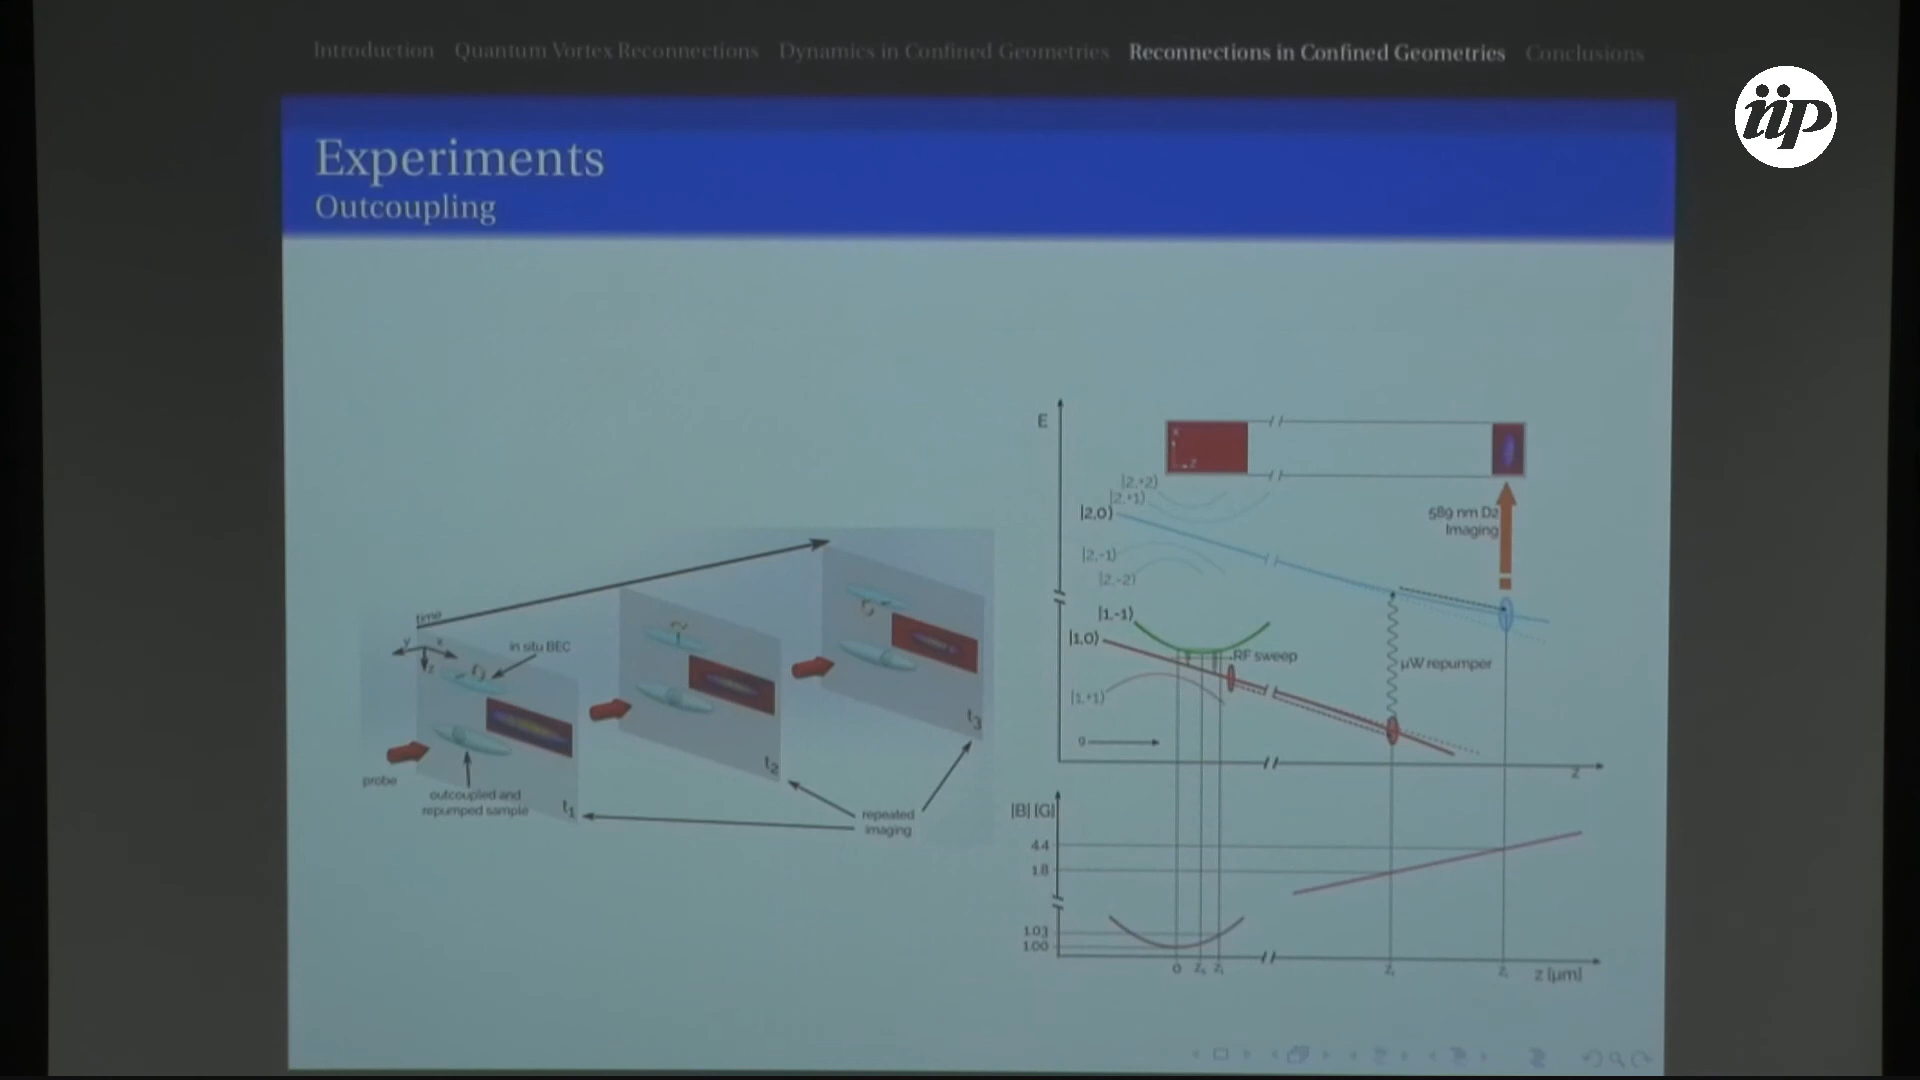 Introduction Quantum Vortex Reconnections Dynamics in Confined Geometries Reconnections in Confined Geometries Conclusions
iip
Experiments
Outcoupling
time
y x
z
in situ BEC
probe
outcoupled and
repumped sample
t1
t2
t3
repeated
imaging
E
x
z
|2,+2⟩
|2,+1⟩
|2,0⟩
|2,-1⟩
|2,-2⟩
589 nm D2
Imaging
|1,-1⟩
|1,0⟩
|1,+1⟩
RF sweep
μW repumper
g
z
|B| [G]
4.4
1.8
1.03
1.00
0
z [μm]